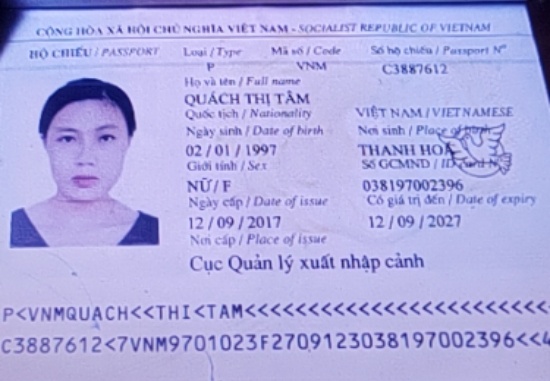 CỘNG HÒA XÃ HỘI CHỦ NGHĨA VIỆT NAM - SOCIALIST REPUBLIC OF VIETNAM
HỘ CHIẾU / PASSPORT Loại / Type Mã số / Code Số hộ chiếu / Passport Nº
P VNM C3887612
Họ và tên / Full name
QUÁCH THỊ TÂM
Quốc tịch / Nationality VIỆT NAM / VIETNAMESE
Ngày sinh / Date of birth Nơi sinh / Place of birth
02 / 01 / 1997 THANH HOÁ
Giới tính / Sex Số GCMND / ID card Nº
NỮ / F 038197002396
Ngày cấp / Date of issue Có giá trị đến / Date of expiry
12 / 09 / 2017 12 / 09 / 2027
Nơi cấp / Place of issue
Cục Quản lý xuất nhập cảnh
P<VNMQUACH<<THI<TAM<<<<<<<<<<<<<<<<<<<<<<<<<
C3887612<7VNM9701023F2709123038197002396<<4